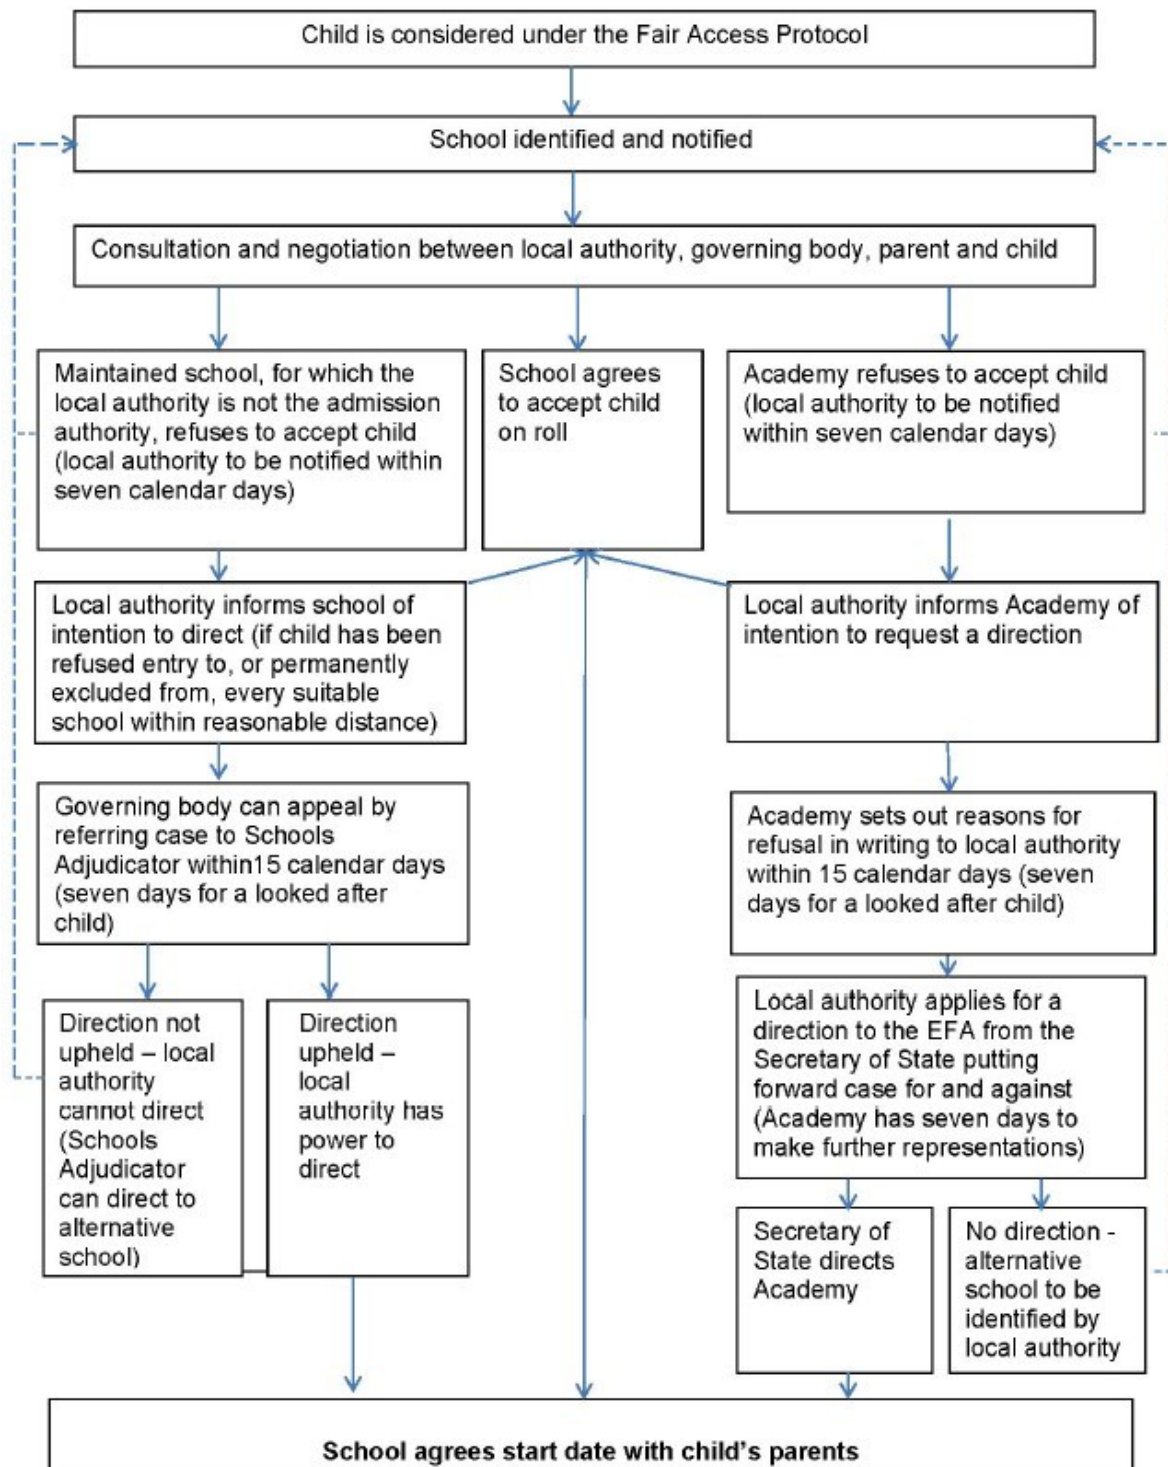 Child is considered under the Fair Access Protocol
School identified and notified
Consultation and negotiation between local authority, governing body, parent and child
Maintained school, for which the
local authority is not the admission
authority, refuses to accept child
(local authority to be notified within
seven calendar days)
School agrees
to accept child
on roll
Academy refuses to accept child
(local authority to be notified
within seven calendar days)
Local authority informs school of
intention to direct (if child has been
refused entry to, or permanently
excluded from, every suitable
school within reasonable distance)
Local authority informs Academy of
intention to request a direction
Governing body can appeal by
referring case to Schools
Adjudicator within15 calendar days
(seven days for a looked after
child)
Academy sets out reasons for
refusal in writing to local authority
within 15 calendar days (seven
days for a looked after child)
Direction not
upheld – local
authority
cannot direct
(Schools
Adjudicator
can direct to
alternative
school)
Direction
upheld –
local
authority has
power to
direct
Local authority applies for a
direction to the EFA from the
Secretary of State putting
forward case for and against
(Academy has seven days to
make further representations)
Secretary of
State directs
Academy
No direction -
alternative
school to be
identified by
local authority
School agrees start date with child's parents